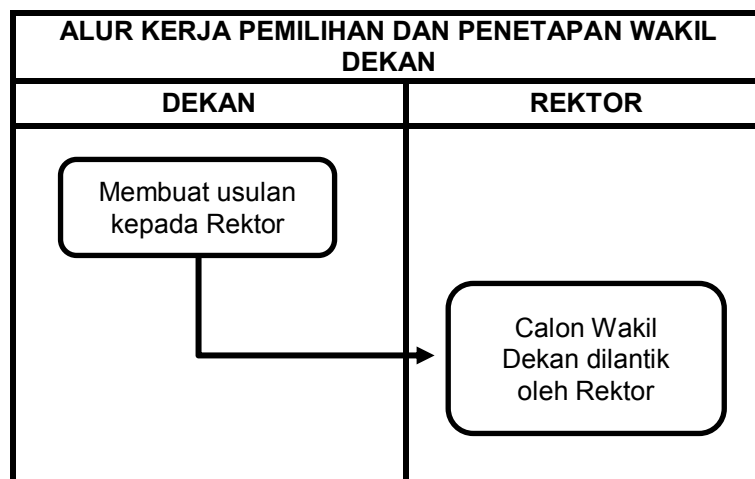 ALUR KERJA PEMILIHAN DAN PENETAPAN WAKIL
DEKAN
DEKAN
REKTOR
Membuat usulan
kepada Rektor
Calon Wakil
Dekan dilantik
oleh Rektor